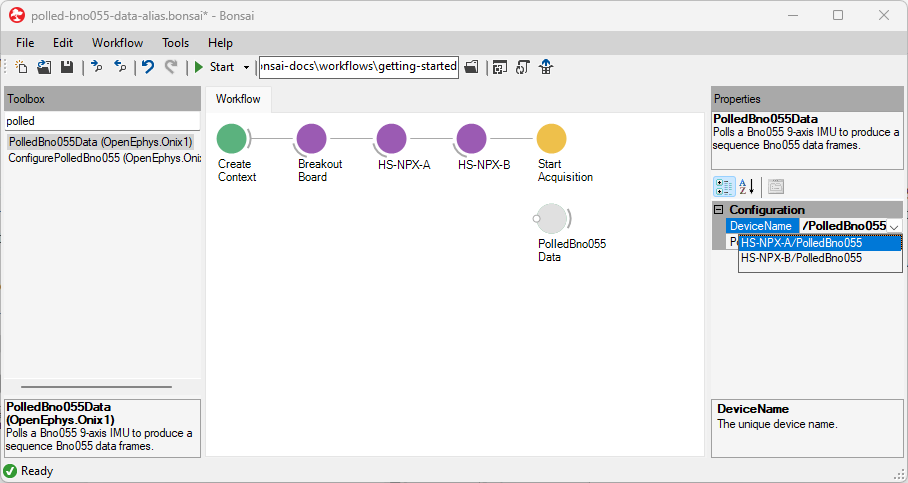 polled-bno055-data-alias.bonsai* - Bonsai
File Edit Workflow Tools Help
Start
nsai-docs\workflows\getting-started
Toolbox
polled
PolledBno055Data (OpenEphys.Onix1)
ConfigurePolledBno055 (OpenEphys.Oni
PolledBno055Data
(OpenEphys.Onix1)
Polls a Bno055 9-axis IMU to produce a
sequence Bno055 data frames.
Workflow
Create
Context
Breakout
Board
HS-NPX-A
HS-NPX-B
Start
Acquisition
PolledBno055
Data
Properties
PolledBno055Data
Polls a Bno055 9-axis IMU to produce a
sequence Bno055 data frames.
Configuration
DeviceName /PolledBno055
HS-NPX-A/PolledBno055
HS-NPX-B/PolledBno055
DeviceName
The unique device name.
Ready